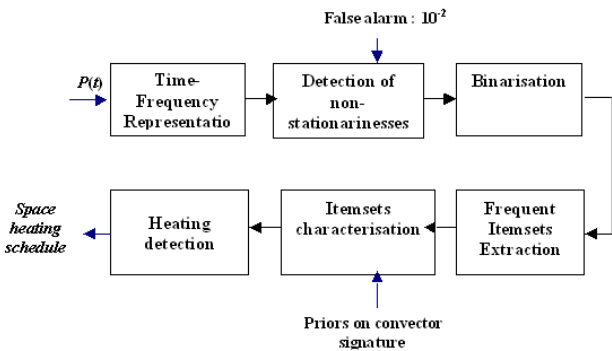 False alarm : 10⁻²
P(t)
Time-
Frequency
Representatio
Detection of
non-
stationarinesses
Binarisation
Space
heating
schedule
Heating
detection
Itemsets
characterisation
Frequent
Itemsets
Extraction
Priors on convector
signature